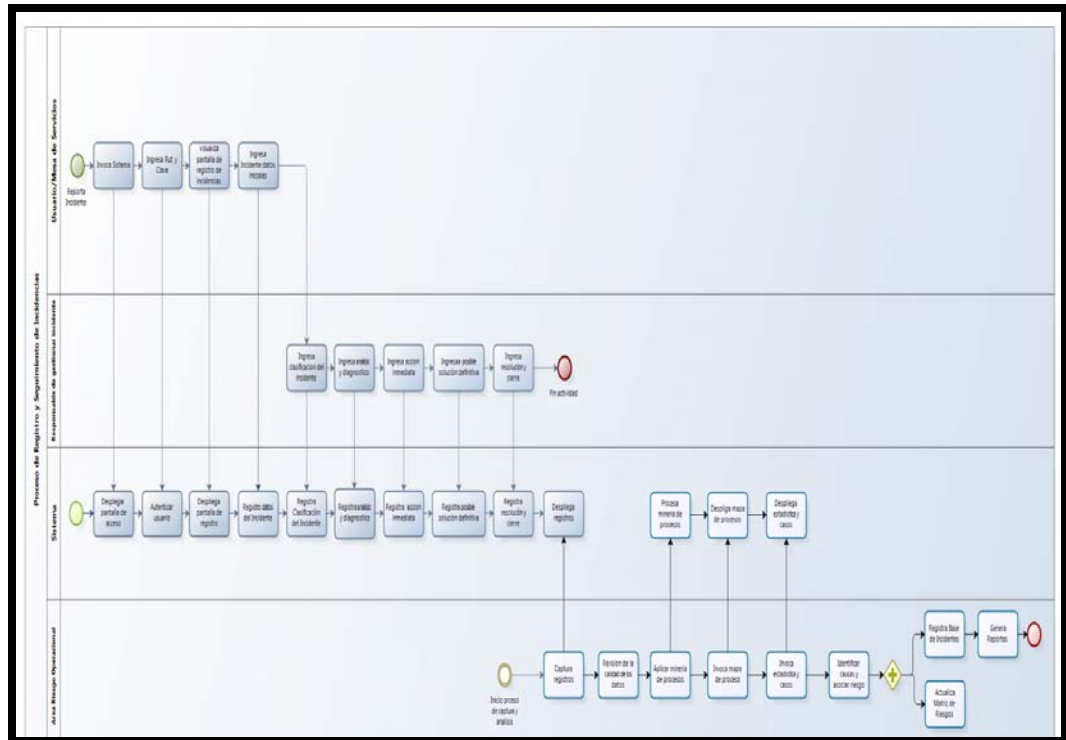 Proceso de Registro y Seguimiento de Incidencias
Usuario/Mesa de Servicios
Reporta
Incidente
Invoca Sistema
Ingresa Rut y
Clave
Visualiza
pantalla de
registro de
incidencias
Ingresa
Incidente datos
iniciales
Responsable de gestionar Incidente
Ingresa
clasificacion del
incidente
Ingresa analisis
y diagnostico
Ingresa accion
inmediata
Ingresa posible
solución definitiva
Ingresa
resolución y
cierre
Fin actividad
Sistema
Desplegar
pantalla de
acceso
Autenticar
usuario
Despliega
pantalla de
registro
Registro datos
del Incidente
Registra
Clasificación
del Incidente
Registra analisis
y diagnostico
Registra accion
inmediata
Registra posible
solución definitiva
Registra
resolución y
cierre
Despliega
registros
Procesa
mineria de
procesos
Despliga mapa
de procesos
Despliega
estadistica y
casos
Area Riesgo Operacional
Inicio proceso
de captura y
analisis
Captura
registros
Revision de la
calidad de los
datos
Aplicar mineria
de procesos
Invoca mapa
de proceso
Invoca
estadistica y
casos
Identificar
causas y
asociar riesgo
Registra Base
de Incidentes
Genera
Reportes
Actualiza
Matriz de
Riesgos